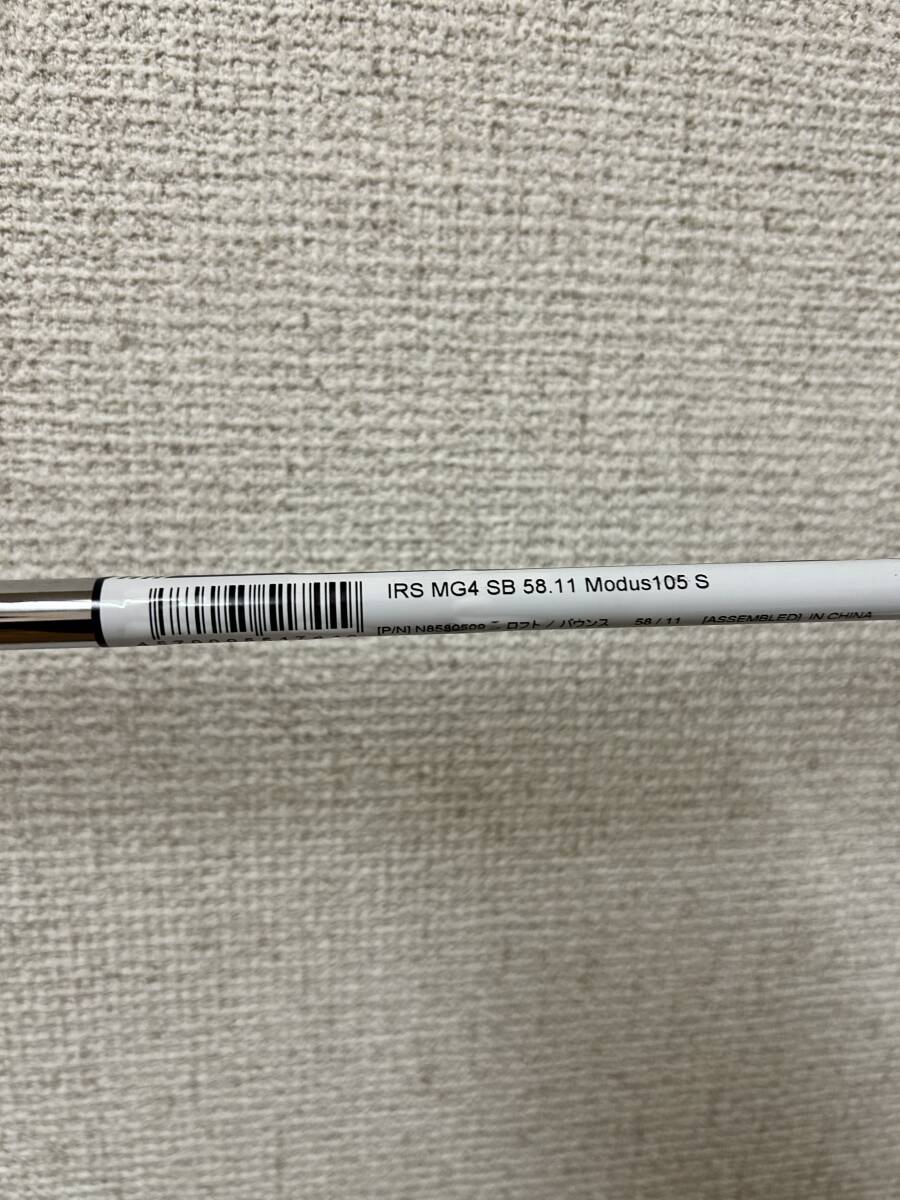 IRS MG4 SB 58.11 Modus105 S
[P/N] ロフト / バウンス 58 / 11 [ASSEMBLED] IN CHINA